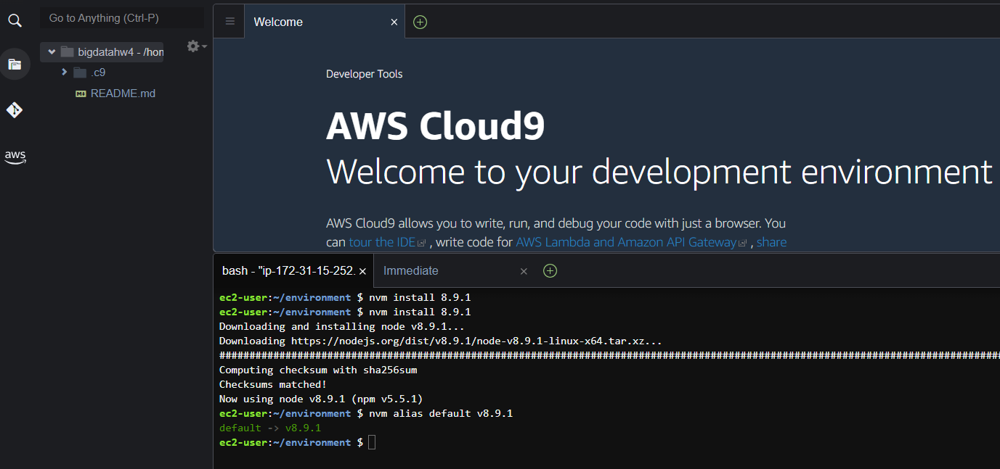 Go to Anything (Ctrl-P)
bigdatahw4 - /hom
.c9
README.md
aws
Welcome
Developer Tools
AWS Cloud9
Welcome to your development environment
AWS Cloud9 allows you to write, run, and debug your code with just a browser. You
can tour the IDE , write code for AWS Lambda and Amazon API Gateway , share
bash - "ip-172-31-15-252.
Immediate
ec2-user:~/environment $ nvm install 8.9.1
ec2-user:~/environment $ nvm install 8.9.1
Downloading and installing node v8.9.1...
Downloading https://nodejs.org/dist/v8.9.1/node-v8.9.1-linux-x64.tar.xz...
####################################################################################################################################
Computing checksum with sha256sum
Checksums matched!
Now using node v8.9.1 (npm v5.5.1)
ec2-user:~/environment $ nvm alias default v8.9.1
default -> v8.9.1
ec2-user:~/environment $